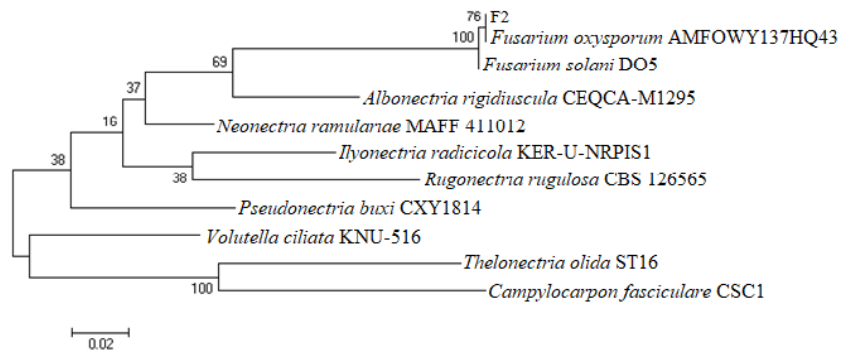 76 F2
100 Fusarium oxysporum AMFOWY137HQ43
Fusarium solani DO5
69
37 Albonectria rigidiuscula CEQCA-M1295
16 Neonectria ramulariae MAFF 411012
38 Ilyonectria radicicola KER-U-NRPIS1
38 Rugonectria rugulosa CBS 126565
Pseudonectria buxi CXY1814
Volutella ciliata KNU-516
Thelonectria olida ST16
100 Campylocarpon fasciculare CSC1
0.02